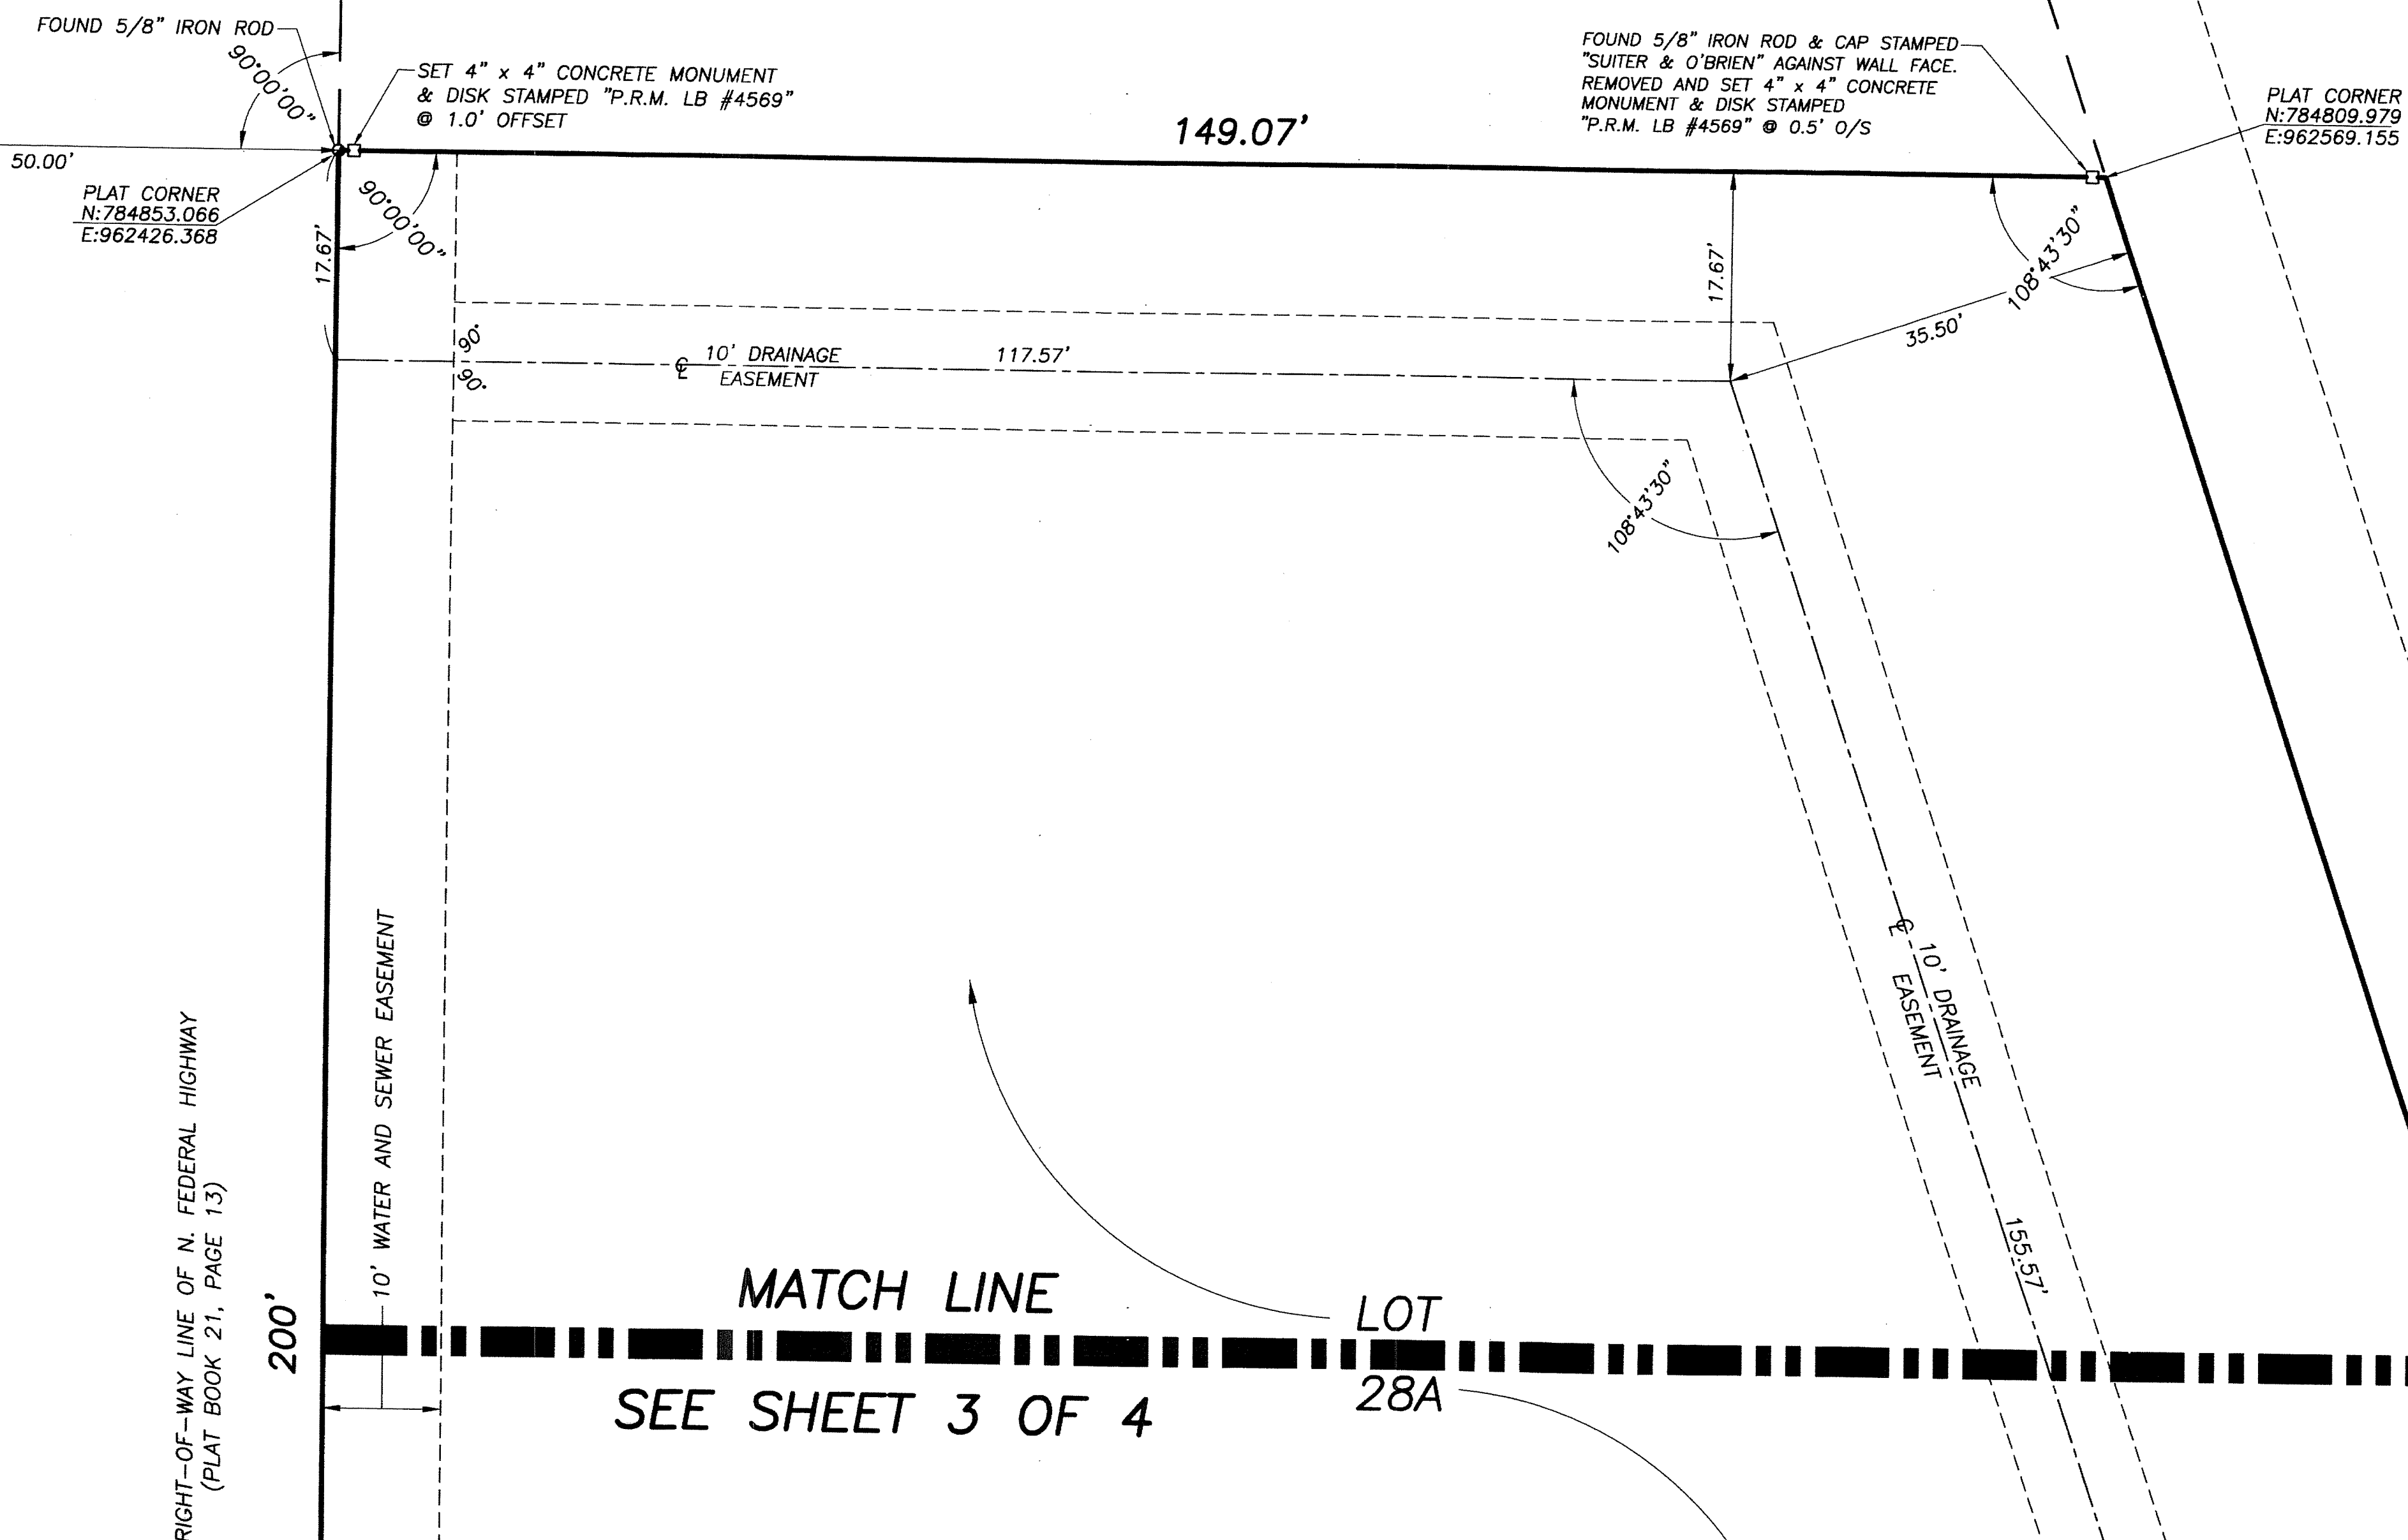 FOUND 5/8" IRON ROD
90°00'00"
SET 4" x 4" CONCRETE MONUMENT
& DISK STAMPED "P.R.M. LB #4569"
@ 1.0' OFFSET
149.07'
FOUND 5/8" IRON ROD & CAP STAMPED
"SUITER & O'BRIEN" AGAINST WALL FACE.
REMOVED AND SET 4" x 4" CONCRETE
MONUMENT & DISK STAMPED
"P.R.M. LB #4569" @ 0.5' O/S
PLAT CORNER
N:784809.979
E:962569.155
50.00'
PLAT CORNER
N:784853.066
E:962426.368
90°00'00"
17.67'
17.67'
108°43'30"
35.50'
90°
90°
℄ 10' DRAINAGE
EASEMENT
117.57'
108°43'30"
℄ 10' DRAINAGE
EASEMENT
155.57'
10' WATER AND SEWER EASEMENT
RIGHT-OF-WAY LINE OF N. FEDERAL HIGHWAY
(PLAT BOOK 21, PAGE 13)
200'
MATCH LINE
LOT
28A
SEE SHEET 3 OF 4